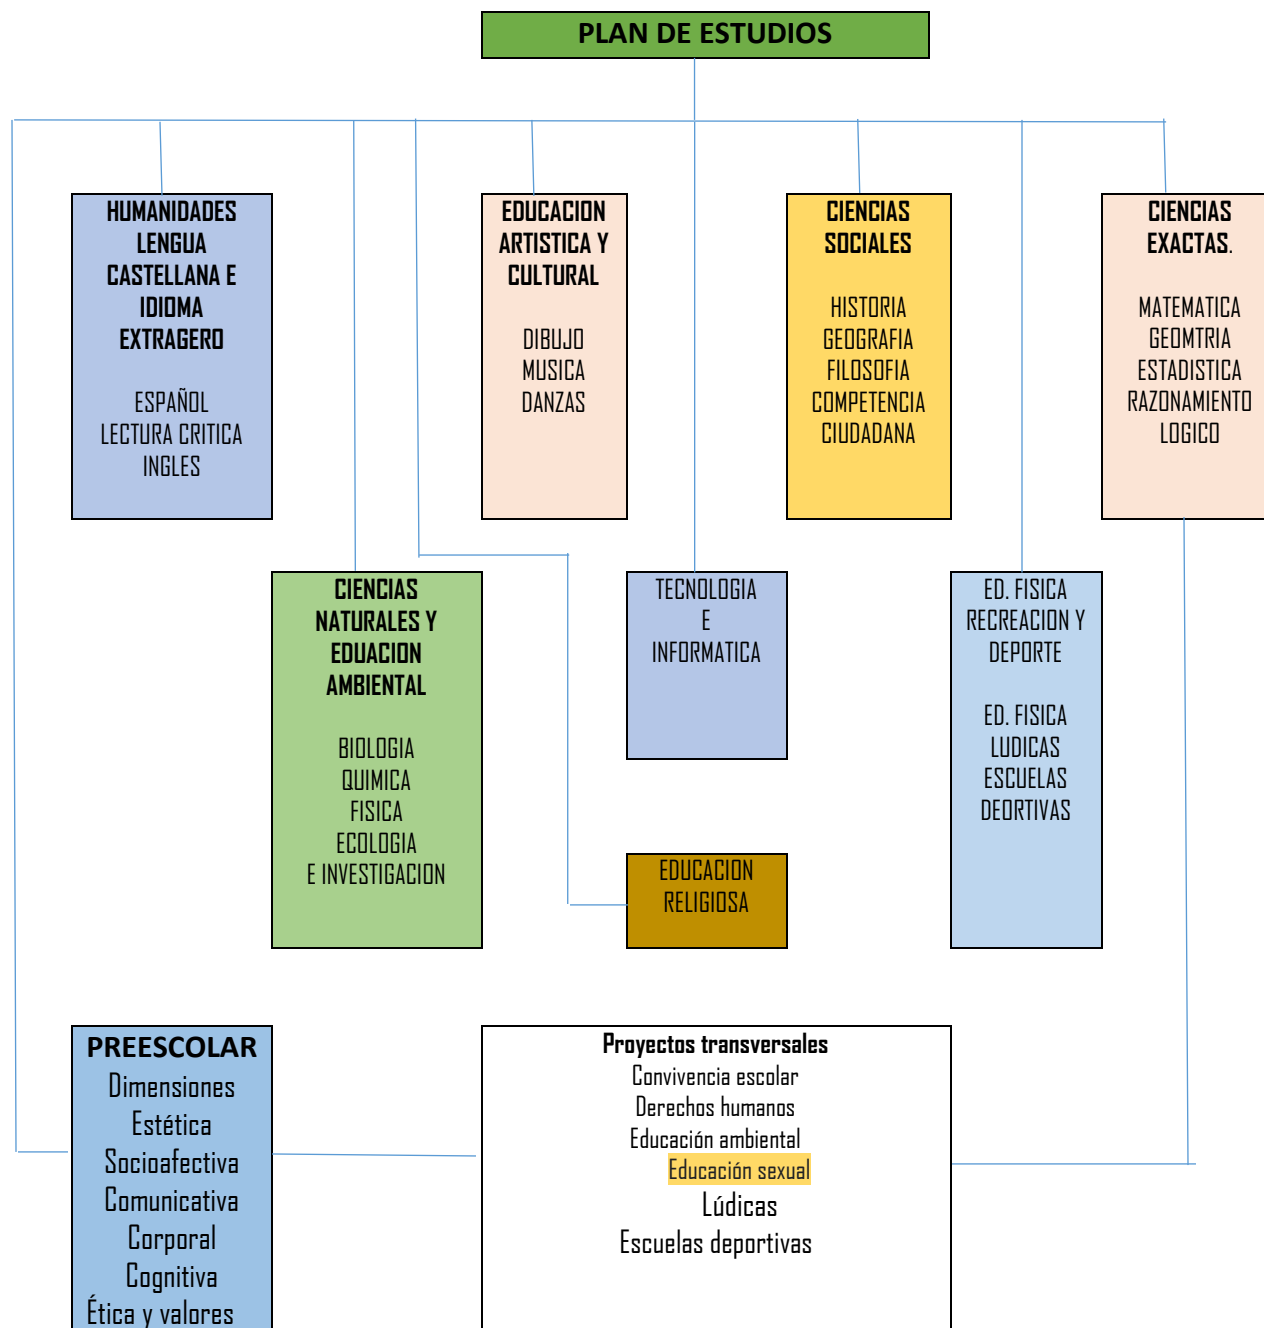 PLAN DE ESTUDIOS
HUMANIDADES
LENGUA
CASTELLANA E
IDIOMA
EXTRAGERO
ESPAÑOL
LECTURA CRITICA
INGLES
EDUCACION
ARTISTICA Y
CULTURAL
DIBUJO
MUSICA
DANZAS
CIENCIAS
SOCIALES
HISTORIA
GEOGRAFIA
FILOSOFIA
COMPETENCIA
CIUDADANA
CIENCIAS
EXACTAS.
MATEMATICA
GEOMTRIA
ESTADISTICA
RAZONAMIENTO
LOGICO
CIENCIAS
NATURALES Y
EDUACION
AMBIENTAL
BIOLOGIA
QUIMICA
FISICA
ECOLOGIA
E INVESTIGACION
TECNOLOGIA
E
INFORMATICA
ED. FISICA
RECREACION Y
DEPORTE
ED. FISICA
LUDICAS
ESCUELAS
DEORTIVAS
EDUCACION
RELIGIOSA
PREESCOLAR
Dimensiones
Estética
Socioafectiva
Comunicativa
Corporal
Cognitiva
Ética y valores
Proyectos transversales
Convivencia escolar
Derechos humanos
Educación ambiental
Educación sexual
Lúdicas
Escuelas deportivas